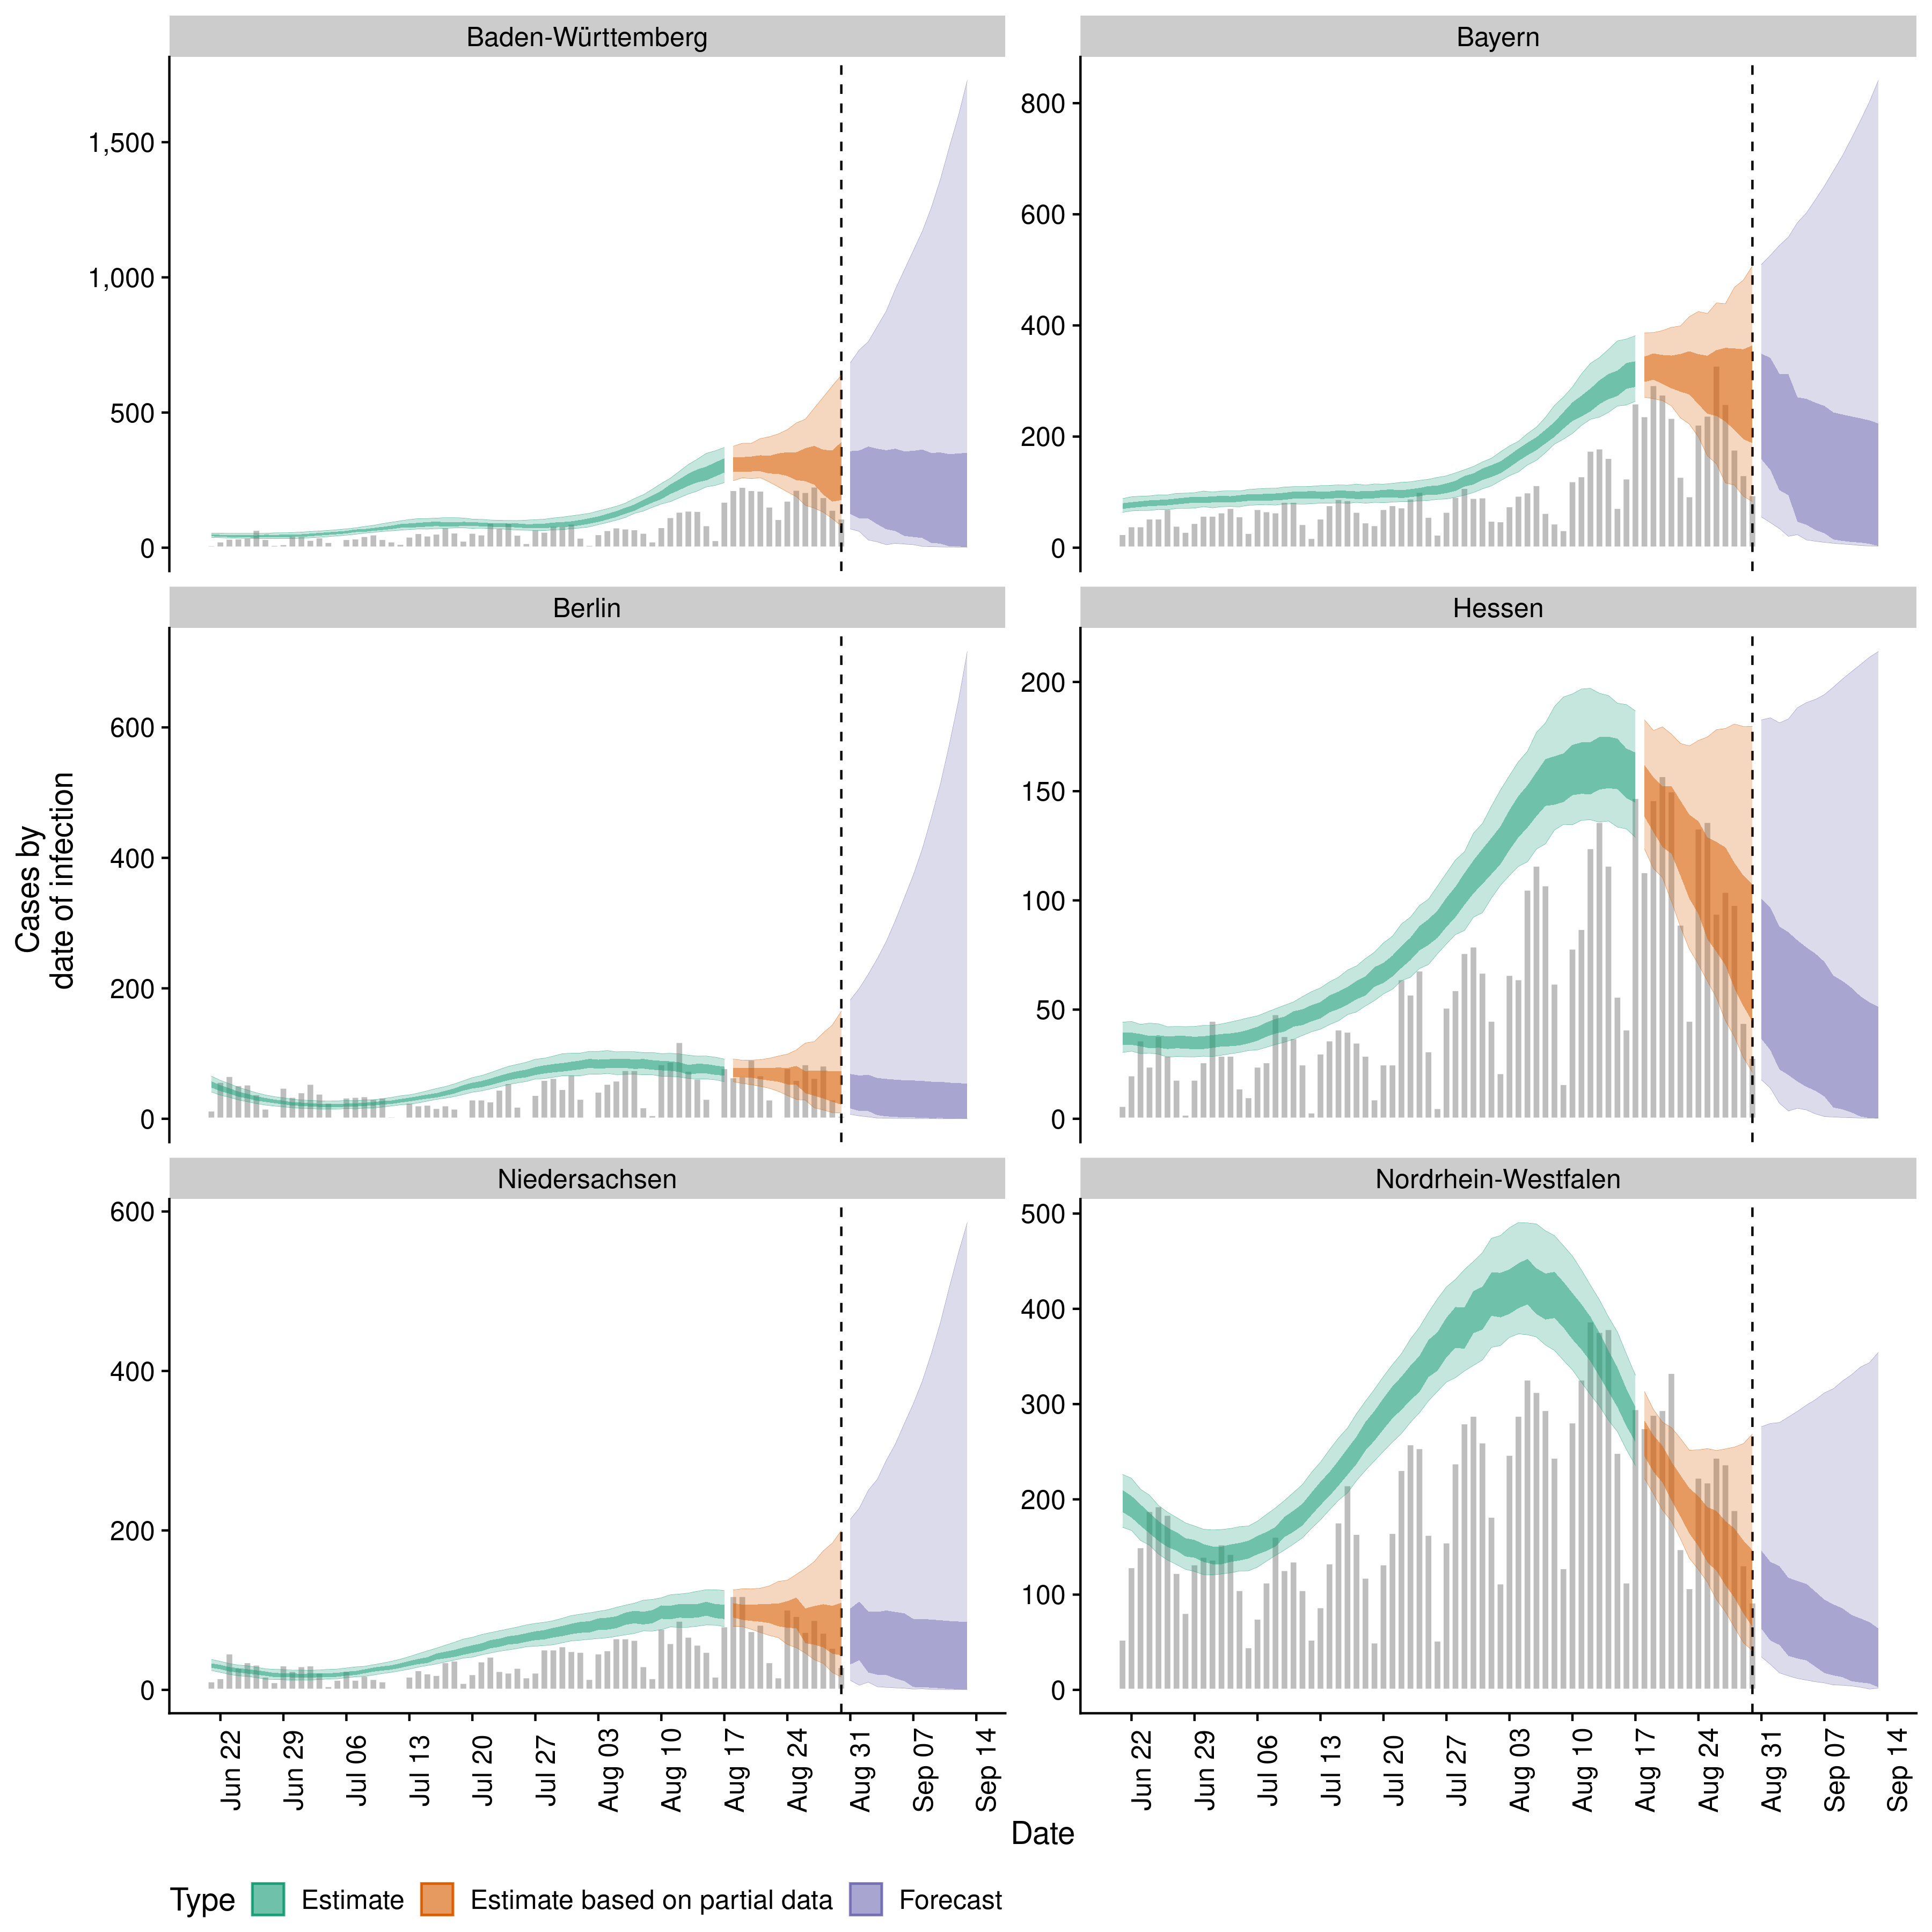 Baden-Württemberg
Bayern
1,500
1,000
500
0
800
600
400
200
0
Berlin
Hessen
600
400
200
0
200
150
100
50
0
Cases by
date of infection
Niedersachsen
Nordrhein-Westfalen
600
400
200
0
500
400
300
200
100
0
Jun 22
Jun 29
Jul 06
Jul 13
Jul 20
Jul 27
Aug 03
Aug 10
Aug 17
Aug 24
Aug 31
Sep 07
Sep 14
Jun 22
Jun 29
Jul 06
Jul 13
Jul 20
Jul 27
Aug 03
Aug 10
Aug 17
Aug 24
Aug 31
Sep 07
Sep 14
Date
Type Estimate Estimate based on partial data Forecast